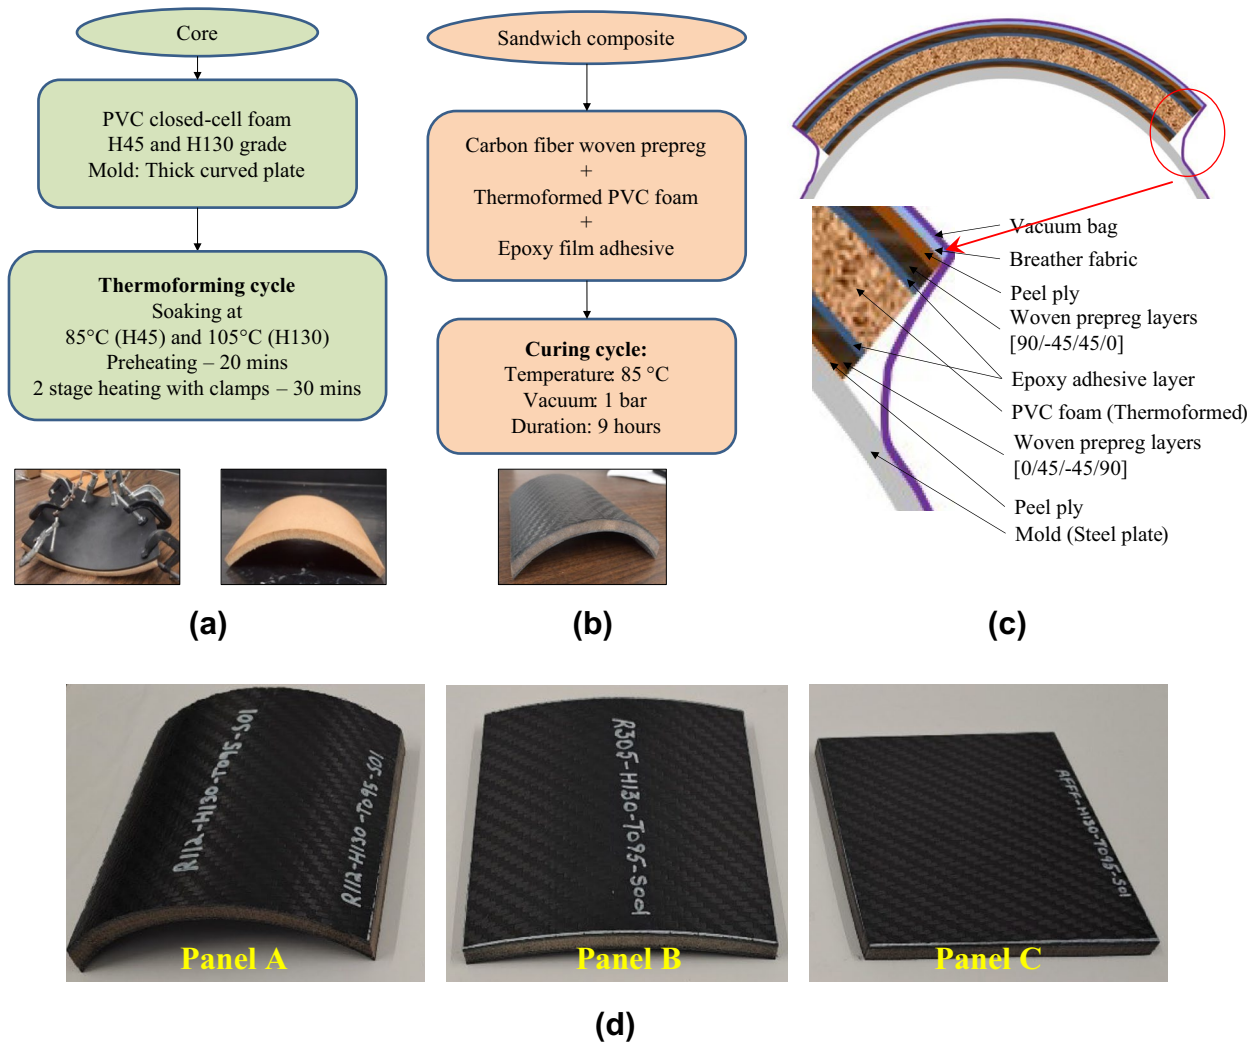 Core
PVC closed-cell foam
H45 and H130 grade
Mold: Thick curved plate
Thermoforming cycle
Soaking at
85°C (H45) and 105°C (H130)
Preheating – 20 mins
2 stage heating with clamps – 30 mins
(a)
Sandwich composite
Carbon fiber woven prepreg
+
Thermoformed PVC foam
+
Epoxy film adhesive
Curing cycle:
Temperature: 85 °C
Vacuum: 1 bar
Duration: 9 hours
(b)
Vacuum bag
Breather fabric
Peel ply
Woven prepreg layers
[90/-45/45/0]
Epoxy adhesive layer
PVC foam (Thermoformed)
Woven prepreg layers
[0/45/-45/90]
Peel ply
Mold (Steel plate)
(c)
R112-H130-T095-S01
R112-H130-T095-S01
Panel A
R305-H130-T095-S001
Panel B
RFFF-H130-T095-S01
Panel C
(d)